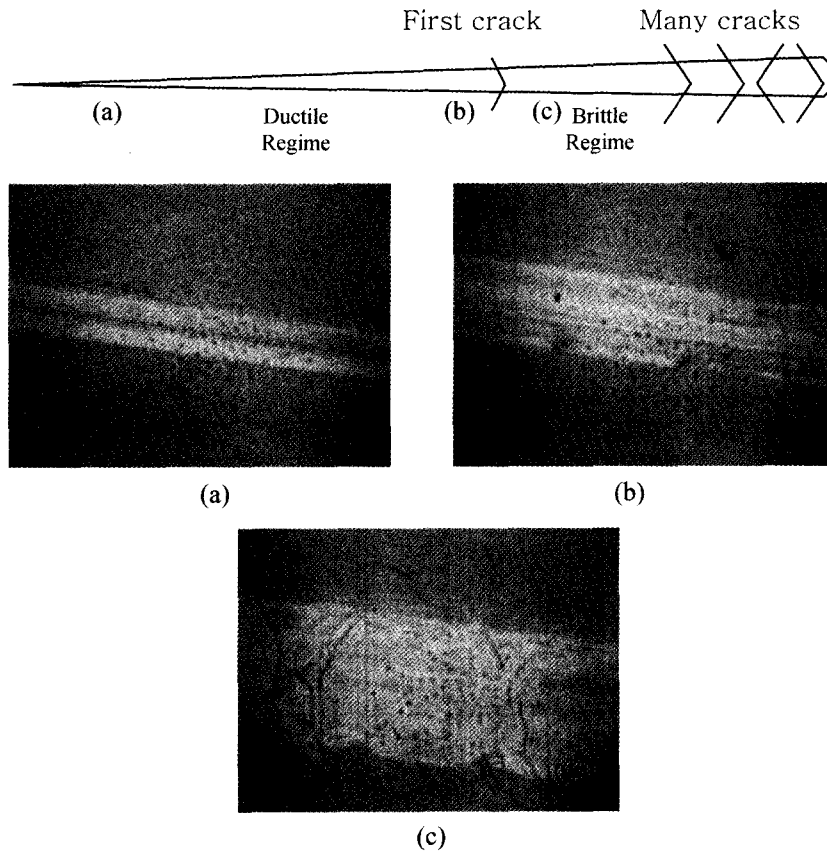 First crack Many cracks
(a) (b) (c)
Ductile Brittle
Regime Regime
(a) (b)
(c)